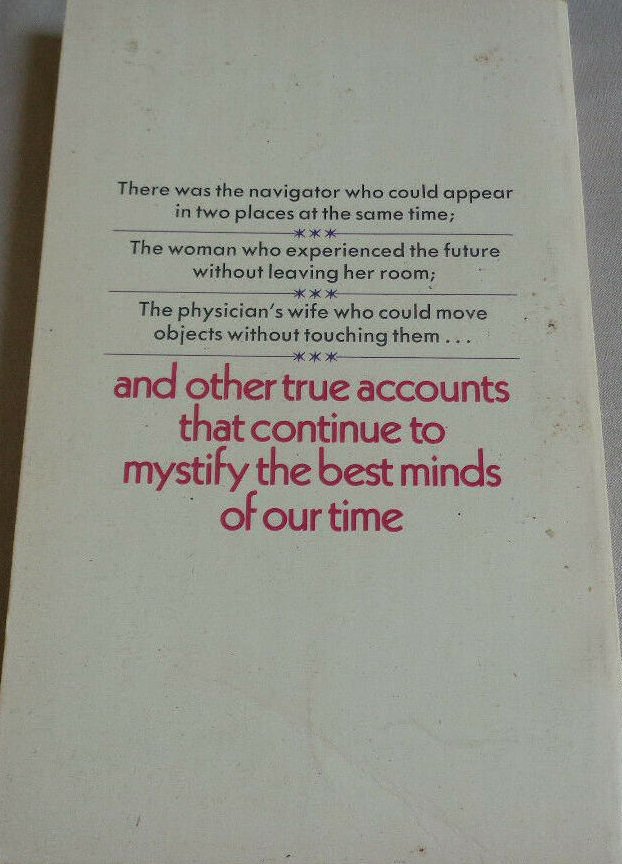 There was the navigator who could appear
in two places at the same time;
***
The woman who experienced the future
without leaving her room;
***
The physician's wife who could move
objects without touching them . . .
***
and other true accounts
that continue to
mystify the best minds
of our time